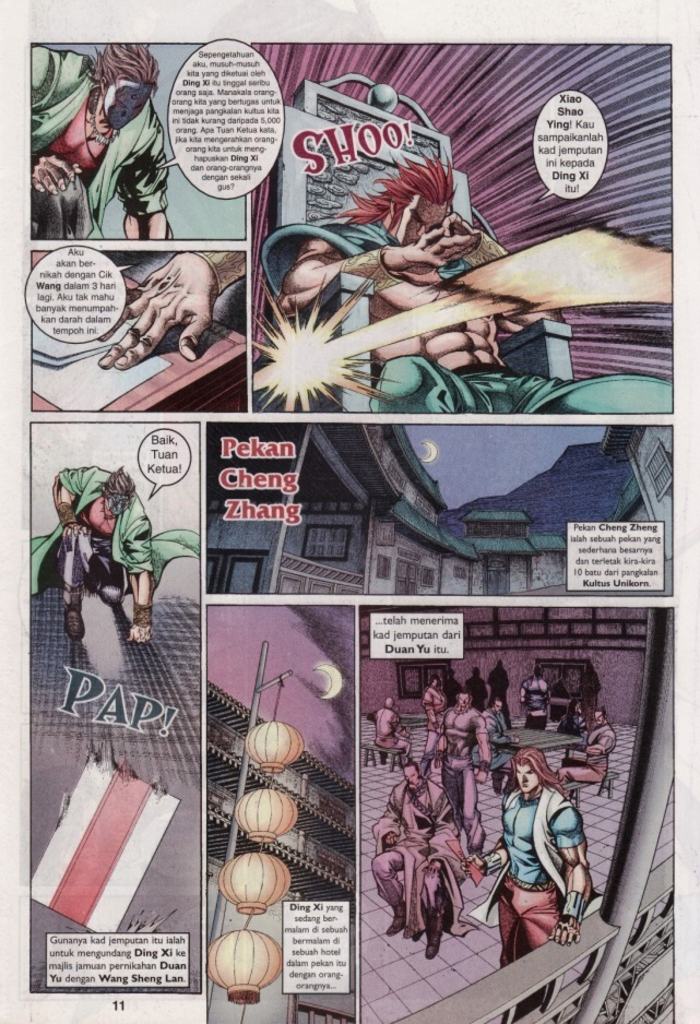 Sepengetahuan
aku, musuh-musuh
kita yang diketuai oleh
Ding Xi itu tinggal seribu
orang saja. Manakala orang-
orang kita yang bertugas untuk
menjaga pangkalan kultus kita
ini tidak kurang daripada 5,000
orang. Apa Tuan Ketua kata,
jika kita mengerahkan orang-
orang kita untuk meng-
hapuskan Ding Xi
dan orang-orangnya
dengan sekali
gus?
SHOO!
Xiao
Shao
Ying! Kau
sampaikanlah
kad jemputan
ini kepada
Ding Xi
itu!
Aku
akan ber-
nikah dengan Cik
Wang dalam 3 hari
lagi. Aku tak mahu
banyak menumpah-
kan darah dalam
tempoh ini.
Baik,
Tuan
Ketua!
PAP!
Gunanya kad jemputan itu ialah
untuk mengundang Ding Xi ke
majlis jamuan pernikahan Duan
Yu dengan Wang Sheng Lan.
Pekan
Cheng
Zhang
Pekan Cheng Zheng
ialah sebuah pekan yang
sederhana besarnya
dan terletak kira-kira
10 batu dari pangkalan
Kultus Unikorn.
Ding Xi yang
sedang ber-
malam di sebuah
bermalam di
sebuah hotel
dalam pekan itu
dengan orang-
orangnya...
...telah menerima
kad jemputan dari
Duan Yu itu.
11